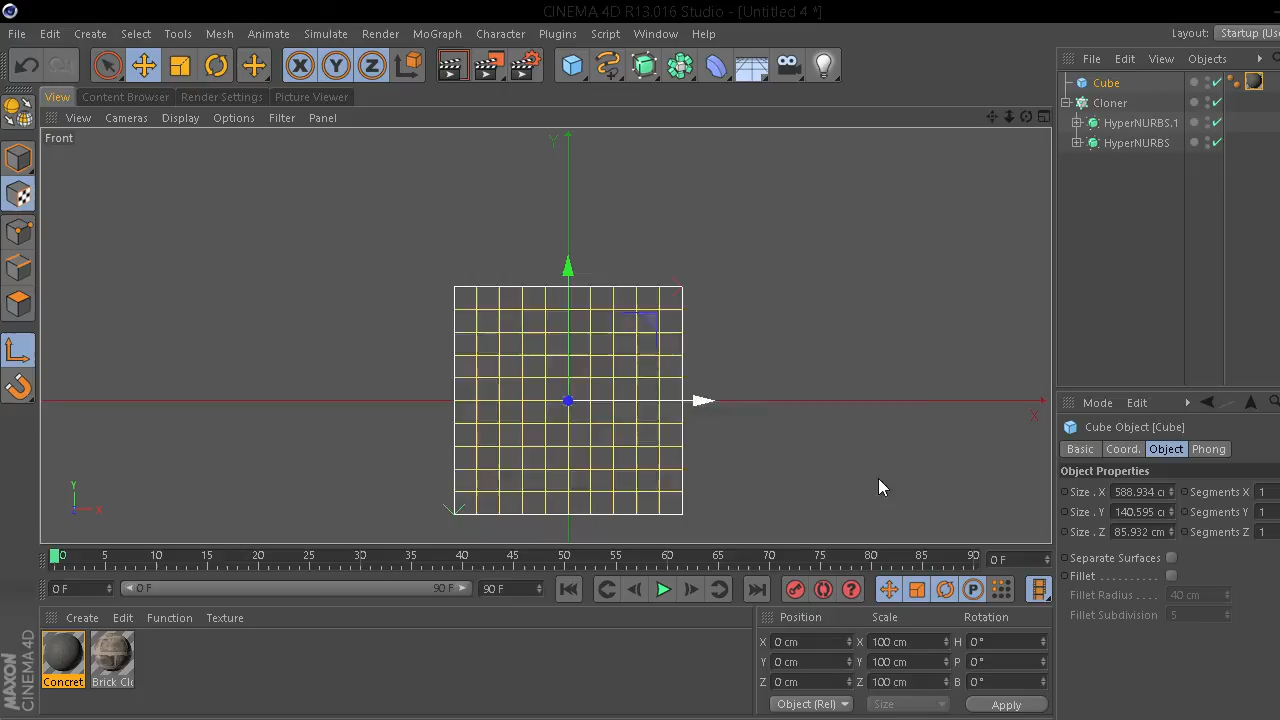 CINEMA 4D R13.016 Studio - [Untitled 4 *]
File Edit Create Select Tools Mesh Animate Simulate Render MoGraph Character Plugins Script Window Help
Layout: Startup (Use
File Edit View Objects
View Content Browser Render Settings Picture Viewer
View Cameras Display Options Filter Panel
Front
Y
X
Y
X
Cube
Cloner
HyperNURBS.1
HyperNURBS
Mode Edit
Cube Object [Cube]
Basic Coord. Object Phong
Object Properties
Size . X 588.934 cm Segments X 1
Size . Y 140.595 cm Segments Y 1
Size . Z 85.932 cm Segments Z 1
Separate Surfaces
Fillet . . . . . . . . . .
Fillet Radius . . . . 40 cm
Fillet Subdivision 5
0 5 10 15 20 25 30 35 40 45 50 55 60 65 70 75 80 85 90 0 F
0 F 0 F 90 F 90 F
Create Edit Function Texture
Concret Brick Clo
Position Scale Rotation
X 0 cm X 100 cm H 0 °
Y 0 cm Y 100 cm P 0 °
Z 0 cm Z 100 cm B 0 °
Object (Rel) Size Apply
MAXON
CINEMA 4D